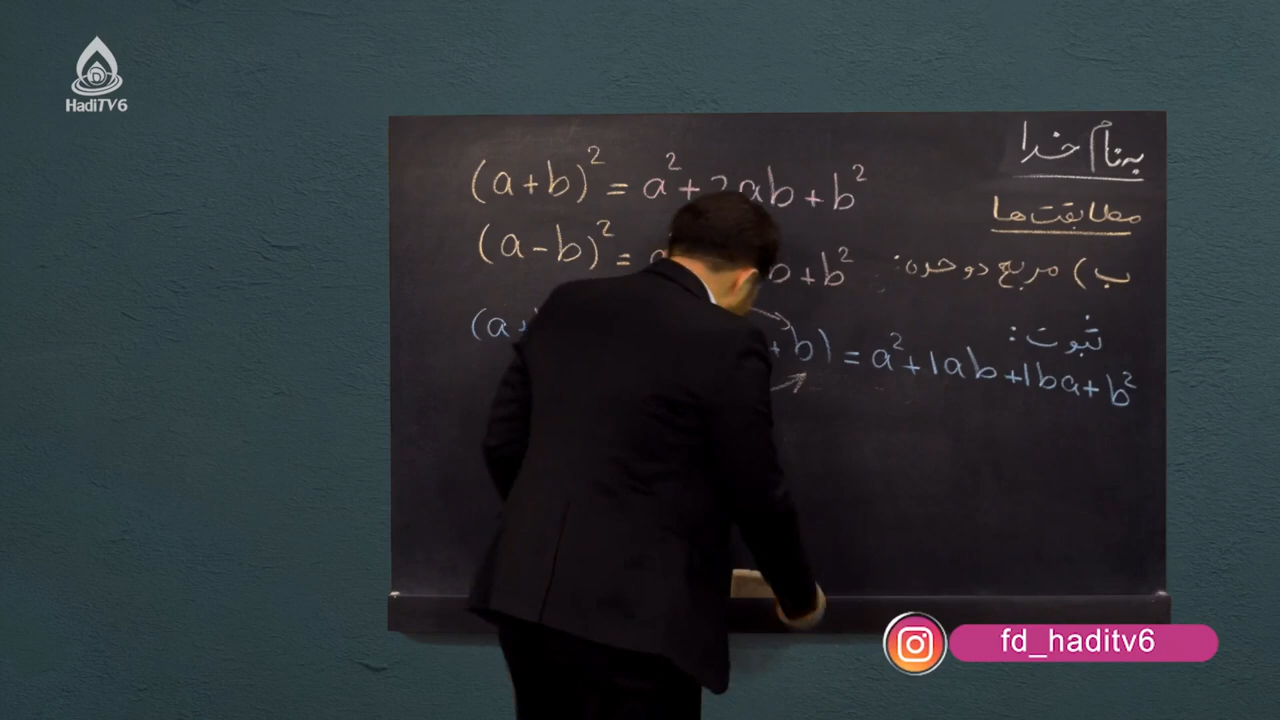 HadiTV6
به نام خدا
مطابقت‌ها
ب) مربع دو حده:
(a+b)² = a²+2ab+b²
(a-b)² = b+b²
ثبوت:
(a+ +b) = a²+1ab+1ba+b²
fd_haditv6